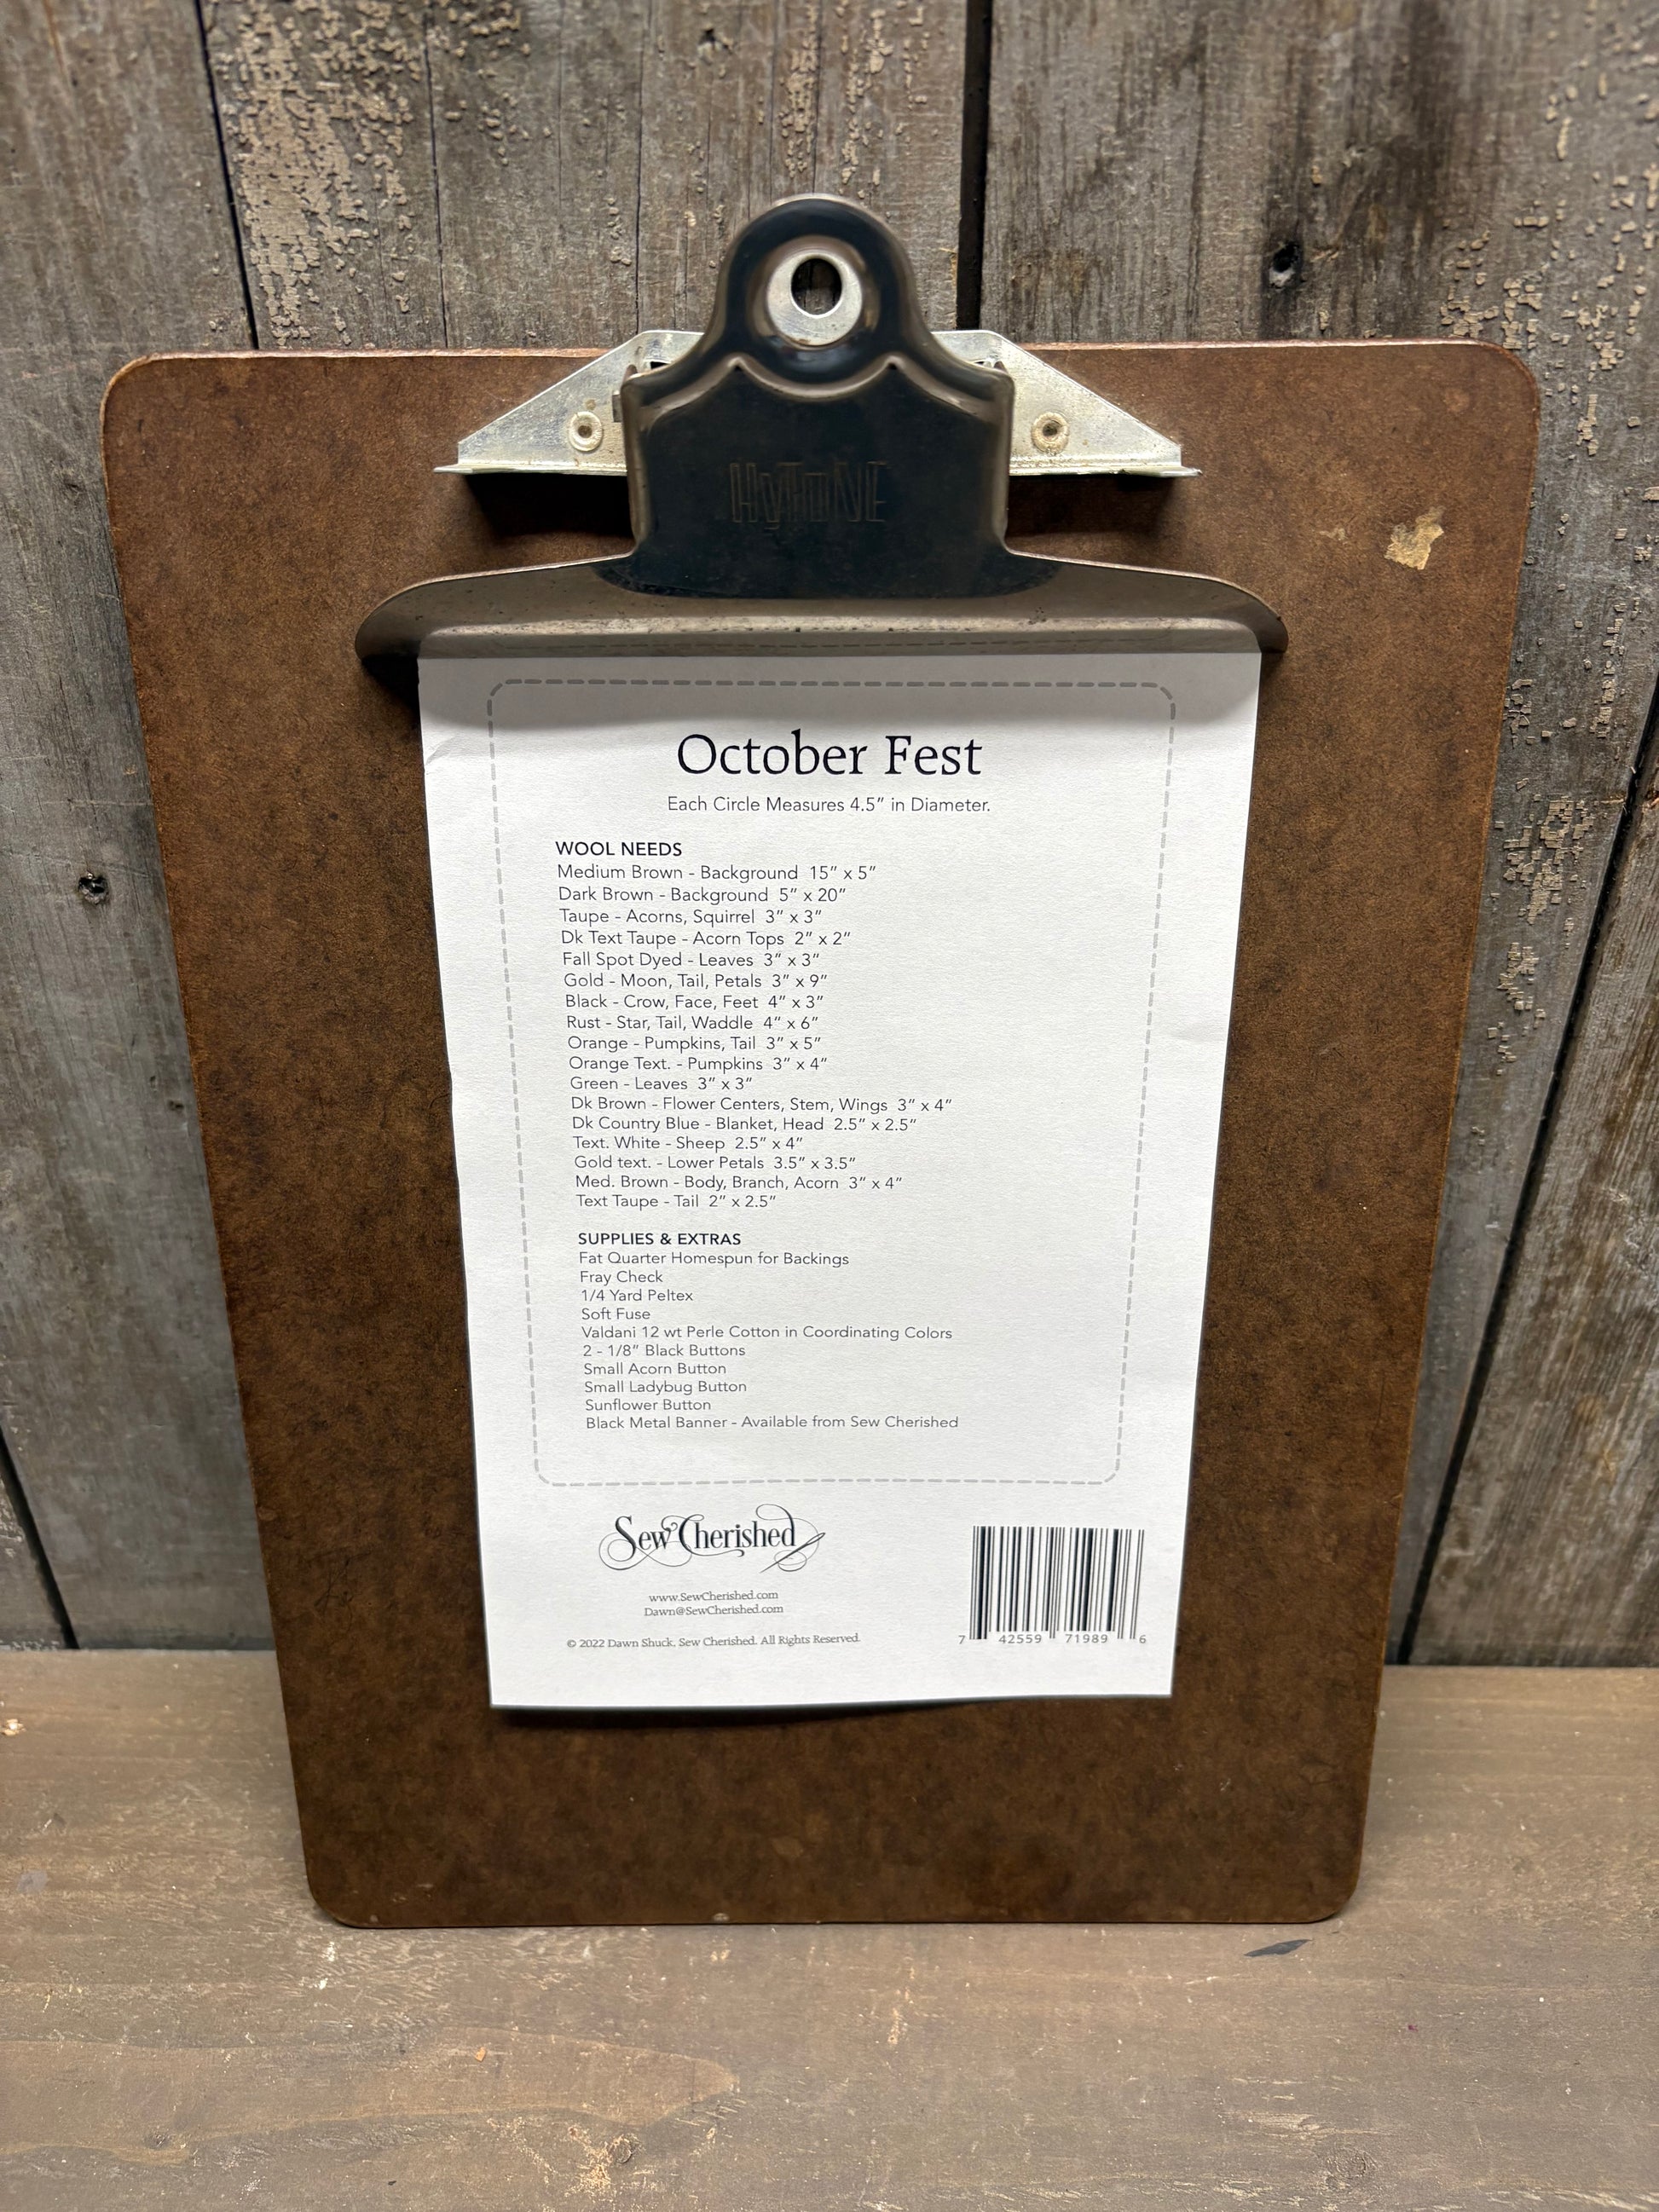 HyTONE
October Fest
Each Circle Measures 4.5” in Diameter.
WOOL NEEDS
Medium Brown - Background 15” x 5”
Dark Brown - Background 5” x 20”
Taupe - Acorns, Squirrel 3” x 3”
Dk Text Taupe - Acorn Tops 2” x 2”
Fall Spot Dyed - Leaves 3” x 3”
Gold - Moon, Tail, Petals 3” x 9”
Black - Crow, Face, Feet 4” x 3”
Rust - Star, Tail, Waddle 4” x 6”
Orange - Pumpkins, Tail 3” x 5”
Orange Text. - Pumpkins 3” x 4”
Green - Leaves 3” x 3”
Dk Brown - Flower Centers, Stem, Wings 3” x 4”
Dk Country Blue - Blanket, Head 2.5” x 2.5”
Text. White - Sheep 2.5” x 4”
Gold text. - Lower Petals 3.5” x 3.5”
Med. Brown - Body, Branch, Acorn 3” x 4”
Text Taupe - Tail 2” x 2.5”
SUPPLIES & EXTRAS
Fat Quarter Homespun for Backings
Fray Check
1/4 Yard Peltex
Soft Fuse
Valdani 12 wt Perle Cotton in Coordinating Colors
2 - 1/8” Black Buttons
Small Acorn Button
Small Ladybug Button
Sunflower Button
Black Metal Banner - Available from Sew Cherished
Sew Cherished
www.SewCherished.com
Dawn@SewCherished.com
© 2022 Dawn Shuck, Sew Cherished. All Rights Reserved.
7 42559 71989 6